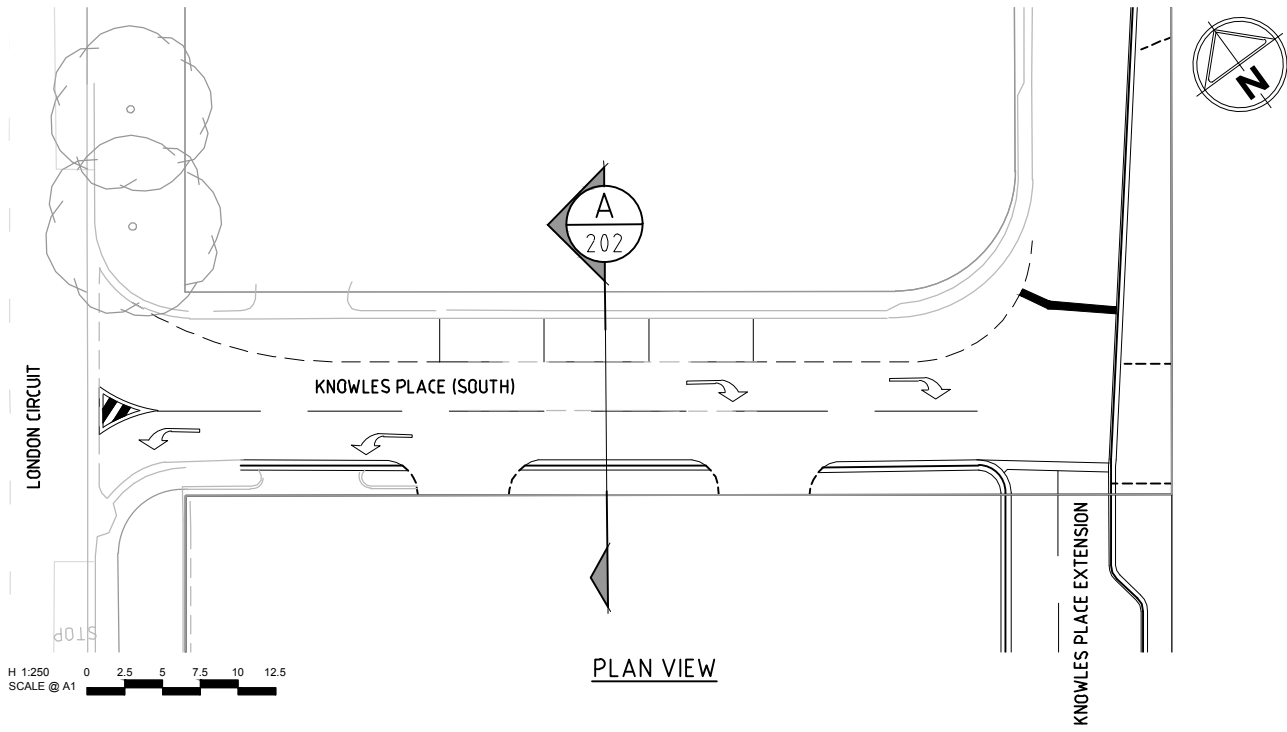 N
A
202
LONDON CIRCUIT
KNOWLES PLACE (SOUTH)
KNOWLES PLACE EXTENSION
STOP
H 1:250 0 2.5 5 7.5 10 12.5
SCALE @ A1
PLAN VIEW